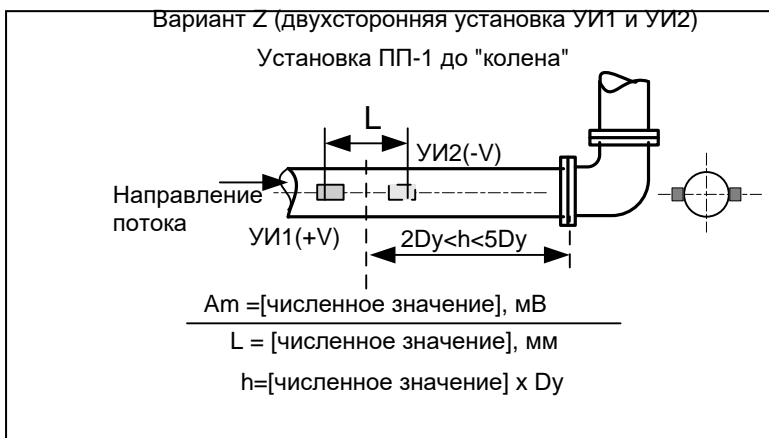 Вариант Z (двухсторонняя установка УИ1 и УИ2)
Установка ПП-1 до "колена"
L
УИ2(-V)
Направление
потока
УИ1(+V)
2Dy<h<5Dy
Am =[численное значение], мВ
L = [численное значение], мм
h=[численное значение] x Dy